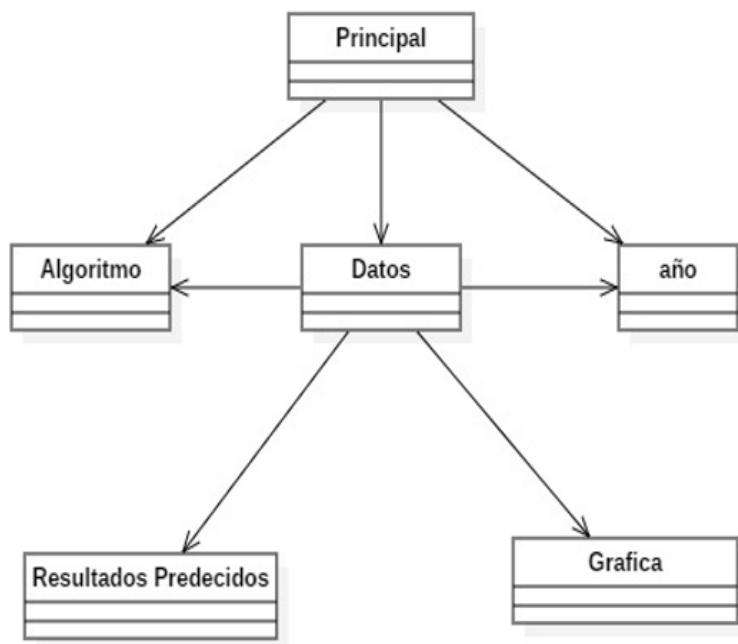 Principal
Algoritmo
Datos
año
Resultados Predecidos
Grafica